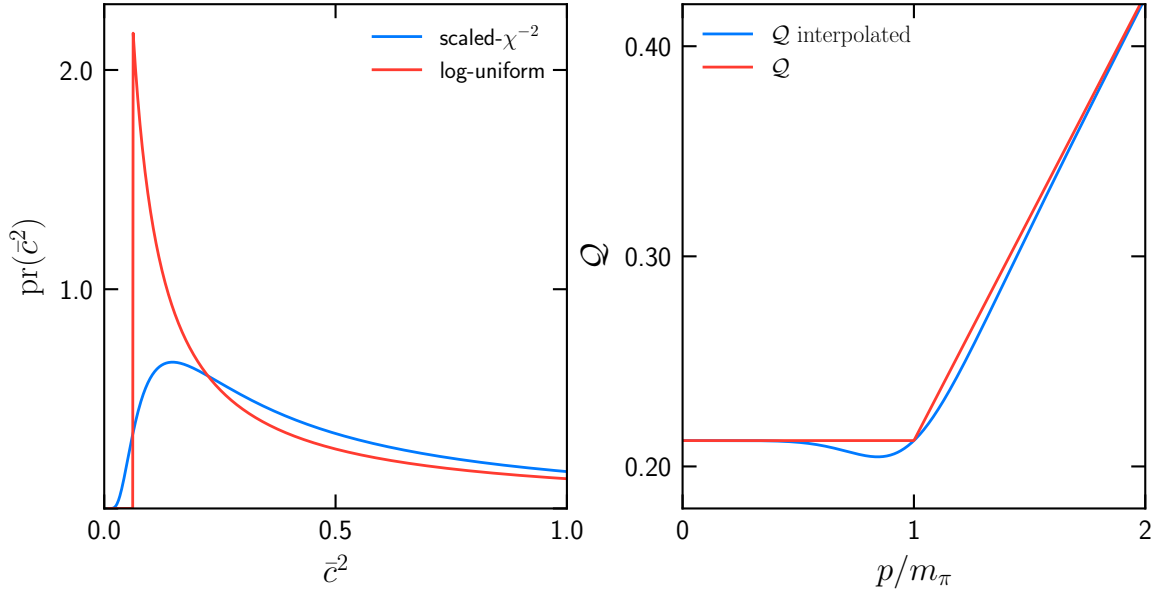 scaled-χ⁻²
log-uniform
pr(c̄²)
2.0
1.0
0.0
0.5
1.0
c̄²
𝒬 interpolated
𝒬
𝒬
0.40
0.30
0.20
0
1
2
p/m_π